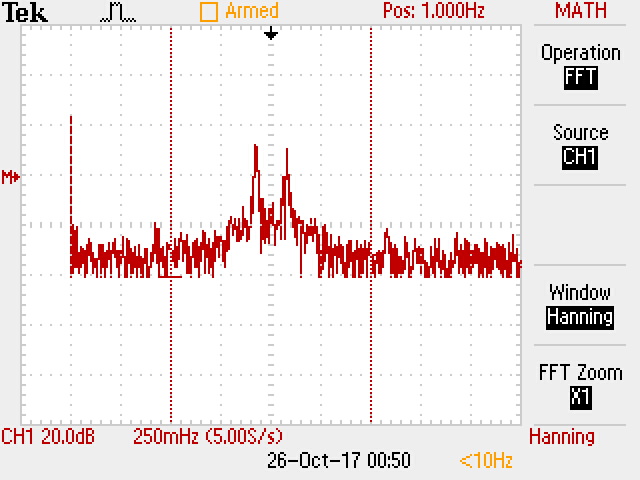 Tek Armed Pos: 1.000Hz MATH
Operation
FFT
Source
CH1
M
Window
Hanning
FFT Zoom
X1
CH1 20.0dB 250mHz (5.00S/s) Hanning
26-Oct-17 00:50 <10Hz